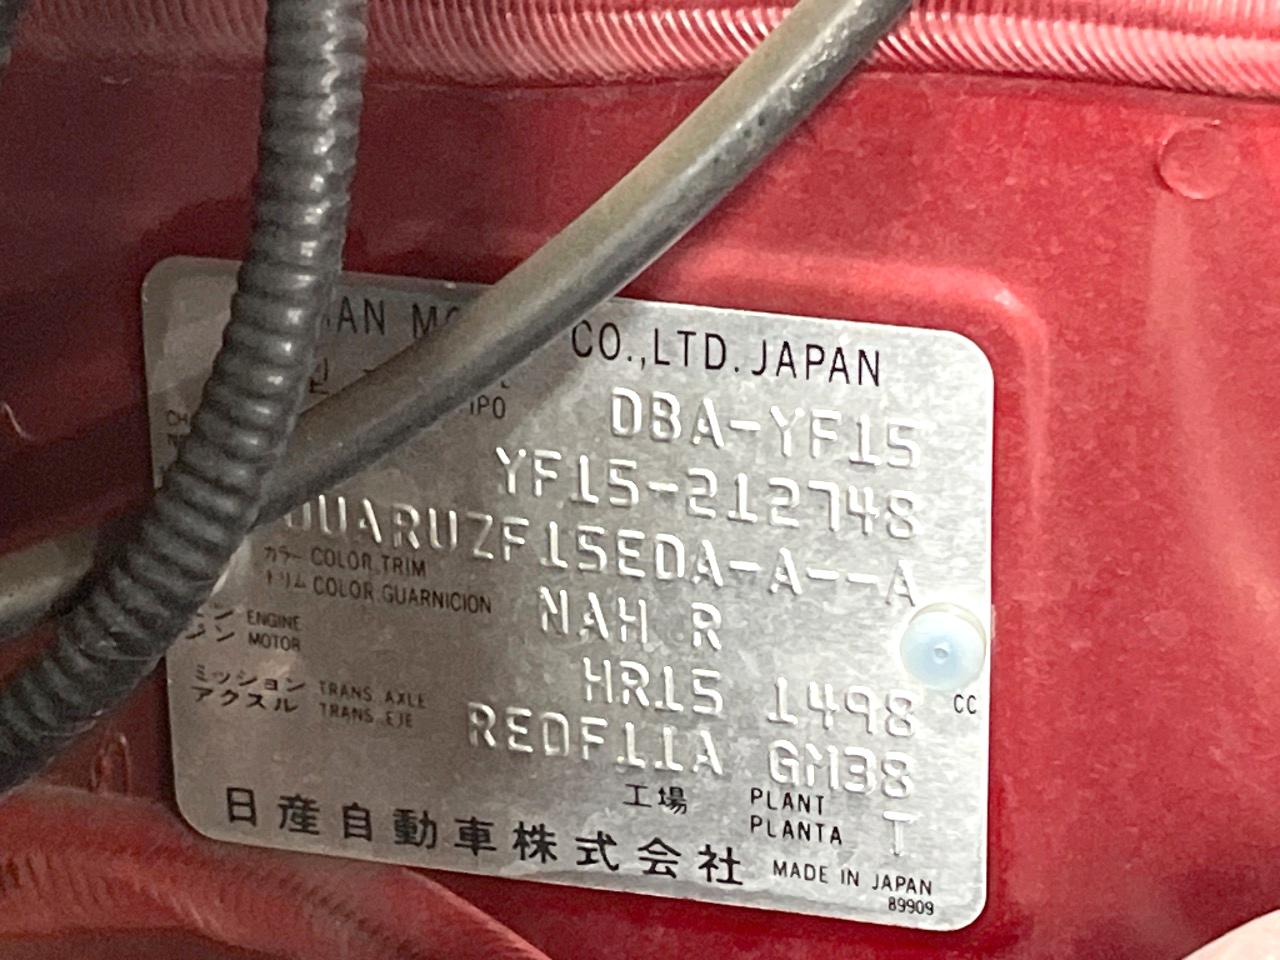 CO.,LTD. JAPAN
DBA-YF15
YF15-212748
UARUZF15EDA-A--A
カラー COLOR,TRIM
トリム COLOR GUARNICION
NAH R
ENGINE
MOTOR
HR15 1498 CC
ミッション TRANS AXLE
アクスル TRANS EJE
RE0F11A GM38
工場 PLANT
PLANTA T
日産自動車株式会社
MADE IN JAPAN
89909